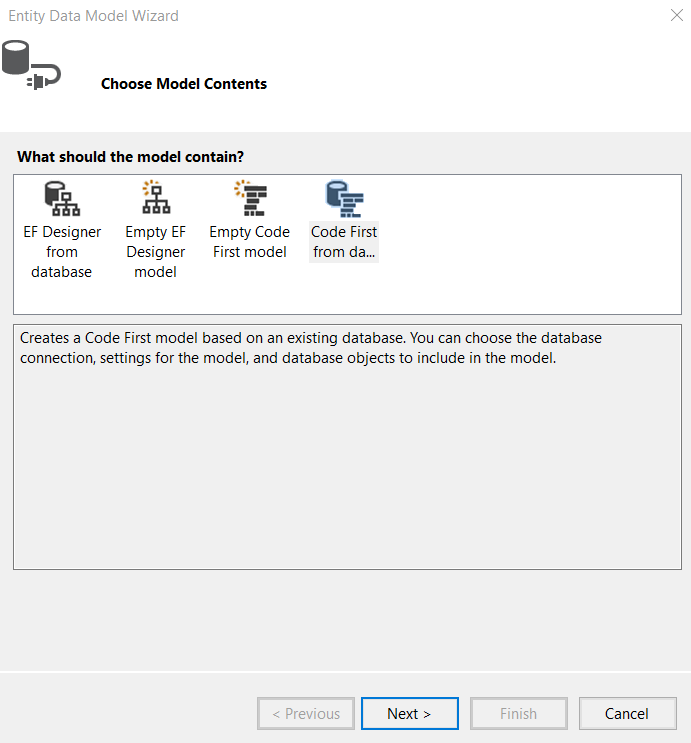 Entity Data Model Wizard
Choose Model Contents
What should the model contain?
EF Designer
from
database
Empty EF
Designer
model
Empty Code
First model
Code First
from da...
Creates a Code First model based on an existing database. You can choose the database
connection, settings for the model, and database objects to include in the model.
< Previous
Next >
Finish
Cancel